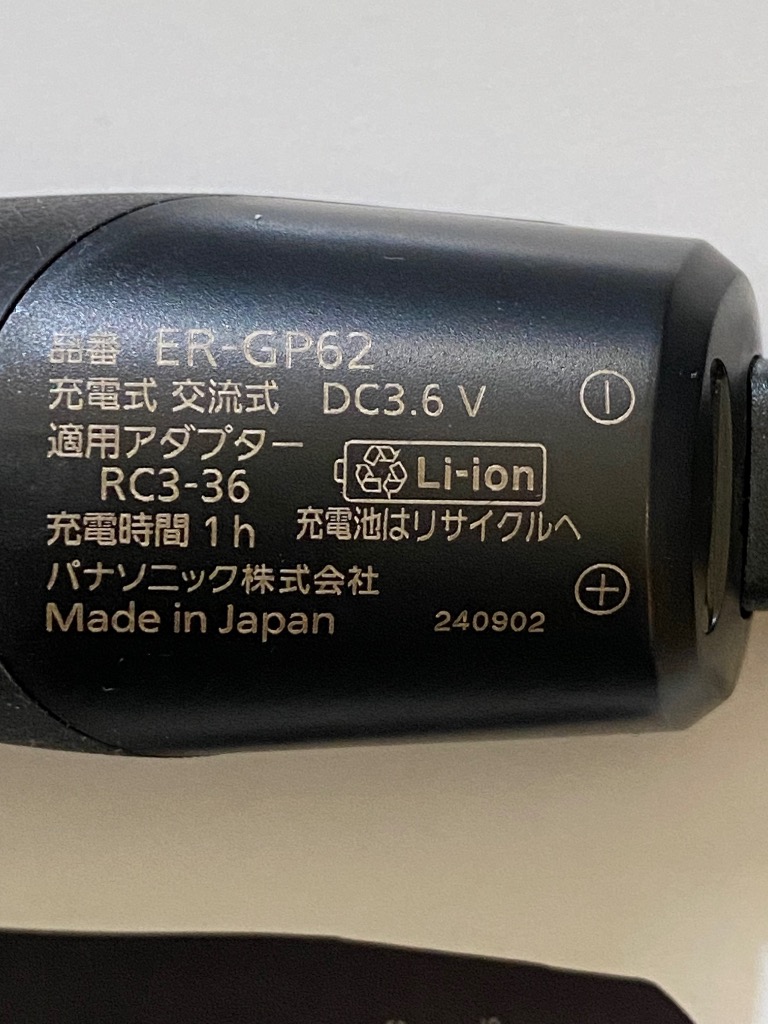 品番 ER-GP62
充電式 交流式 DC3.6 V
適用アダプター
RC3-36
Li-ion
充電時間 1h 充電池はリサイクルへ
パナソニック株式会社
Made in Japan 240902